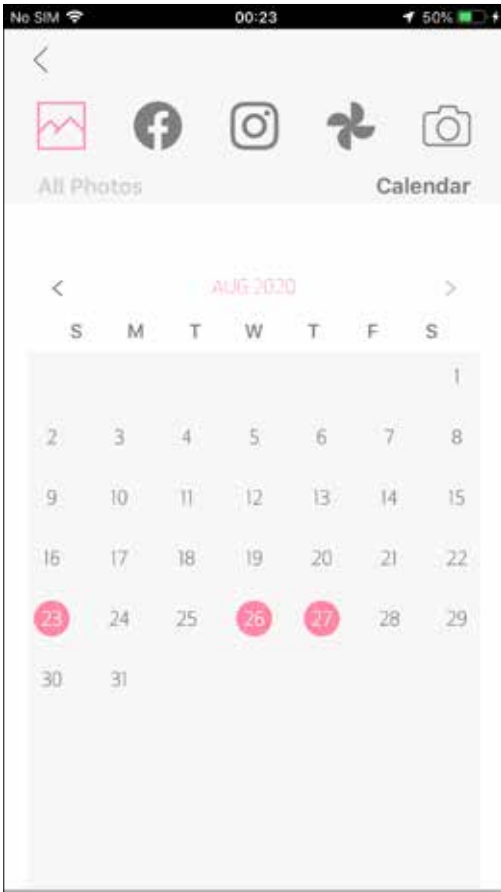 No SIM 00:23 50%
All Photos Calendar
< AUG 2020 >
S M T W T F S
1
2 3 4 5 6 7 8
9 10 11 12 13 14 15
16 17 18 19 20 21 22
23 24 25 26 27 28 29
30 31